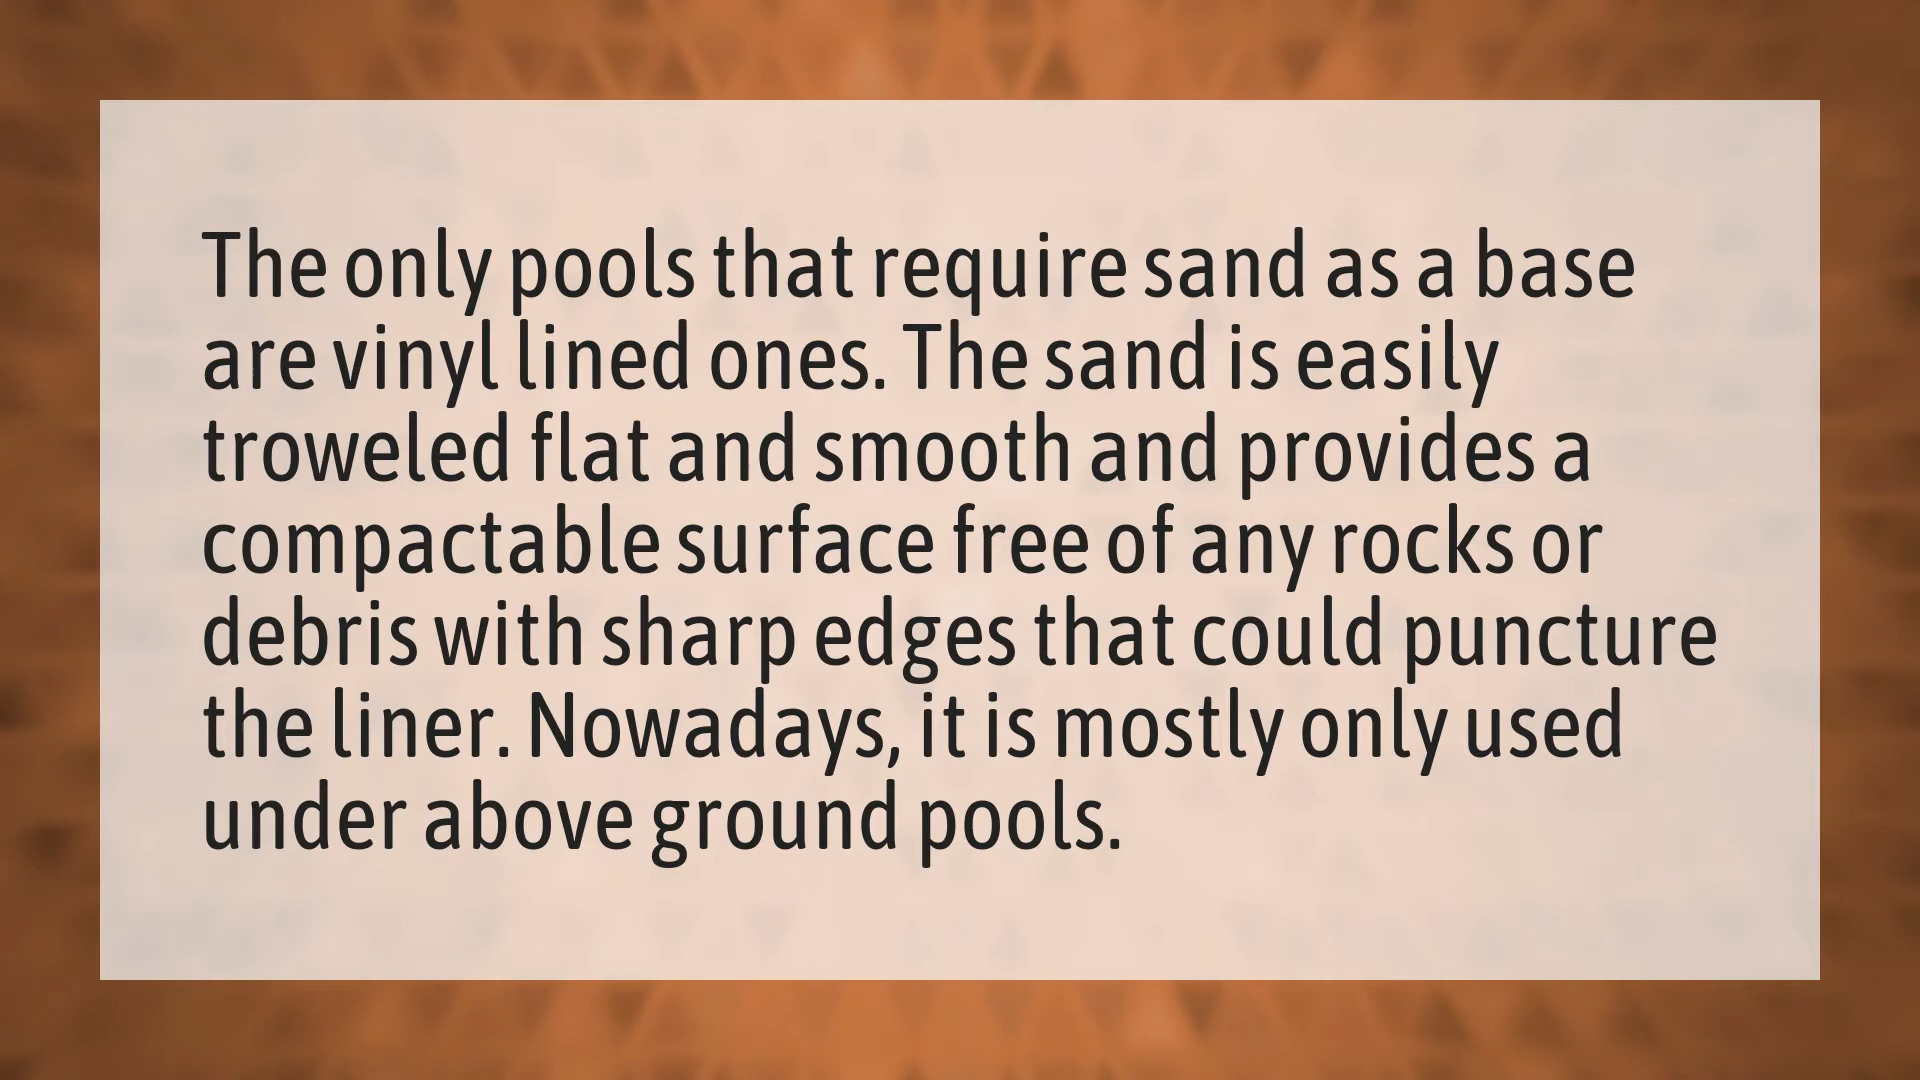 The only pools that require sand as a base
are vinyl lined ones. The sand is easily
troweled flat and smooth and provides a
compactable surface free of any rocks or
debris with sharp edges that could puncture
the liner. Nowadays, it is mostly only used
under above ground pools.